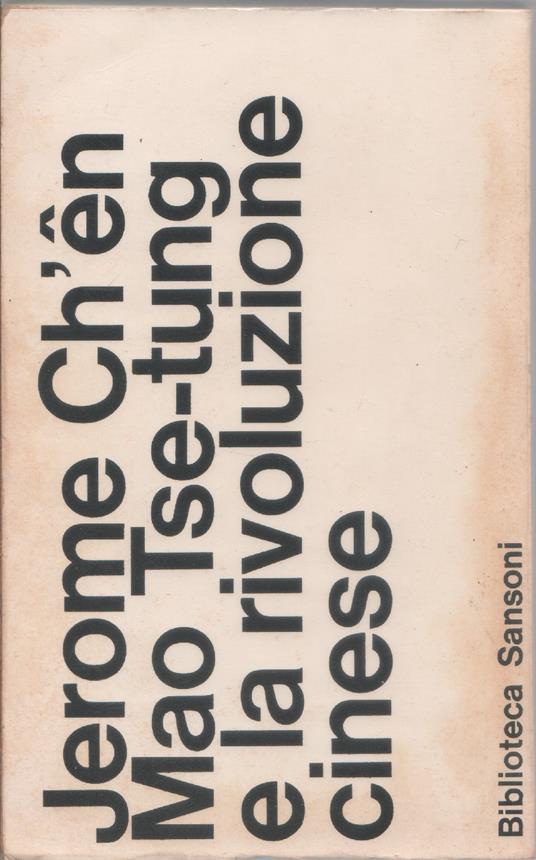 Jerome Ch'ên
Mao Tse-tung
e la rivoluzione
cinese
Biblioteca Sansoni